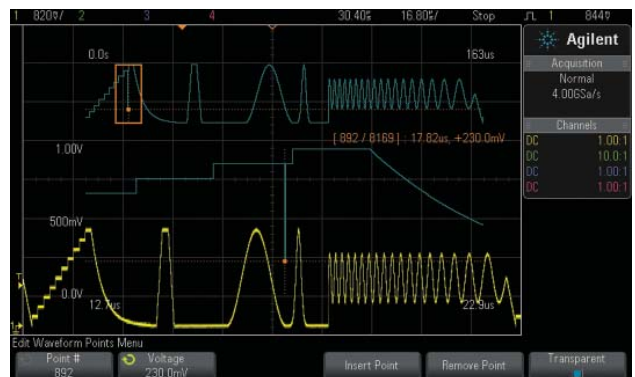 1 820▽/ 2 3 4 30.40s 16.80s/ Stop 1 844▽
Agilent
Acquisition
Normal
4.00GSa/s
Channels
DC 1.00:1
DC 10.0:1
DC 1.00:1
DC 1.00:1
0.0s 163us
[ 892 / 8169 ] : 17.82us, +230.0mV
1.00V
500mV
0.0V
12.7us 22.9us
Edit Waveform Points Menu
Point #
892
Voltage
230.0mV
Insert Point
Remove Point
Transparent